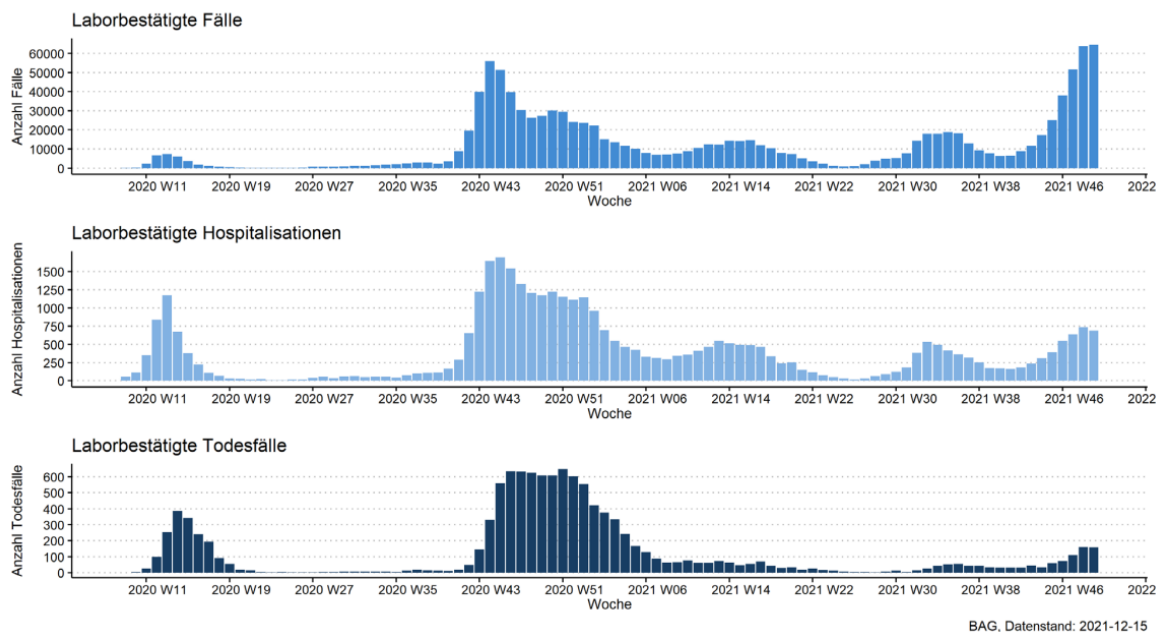 Laborbestätigte Fälle
Anzahl Fälle
60000
50000
40000
30000
20000
10000
0
2020 W11 2020 W19 2020 W27 2020 W35 2020 W43 2020 W51 2021 W06 2021 W14 2021 W22 2021 W30 2021 W38 2021 W46 2022
Woche
Laborbestätigte Hospitalisationen
Anzahl Hospitalisationen
1500
1250
1000
750
500
250
0
2020 W11 2020 W19 2020 W27 2020 W35 2020 W43 2020 W51 2021 W06 2021 W14 2021 W22 2021 W30 2021 W38 2021 W46 2022
Woche
Laborbestätigte Todesfälle
Anzahl Todesfälle
600
500
400
300
200
100
0
2020 W11 2020 W19 2020 W27 2020 W35 2020 W43 2020 W51 2021 W06 2021 W14 2021 W22 2021 W30 2021 W38 2021 W46 2022
Woche
BAG, Datenstand: 2021-12-15